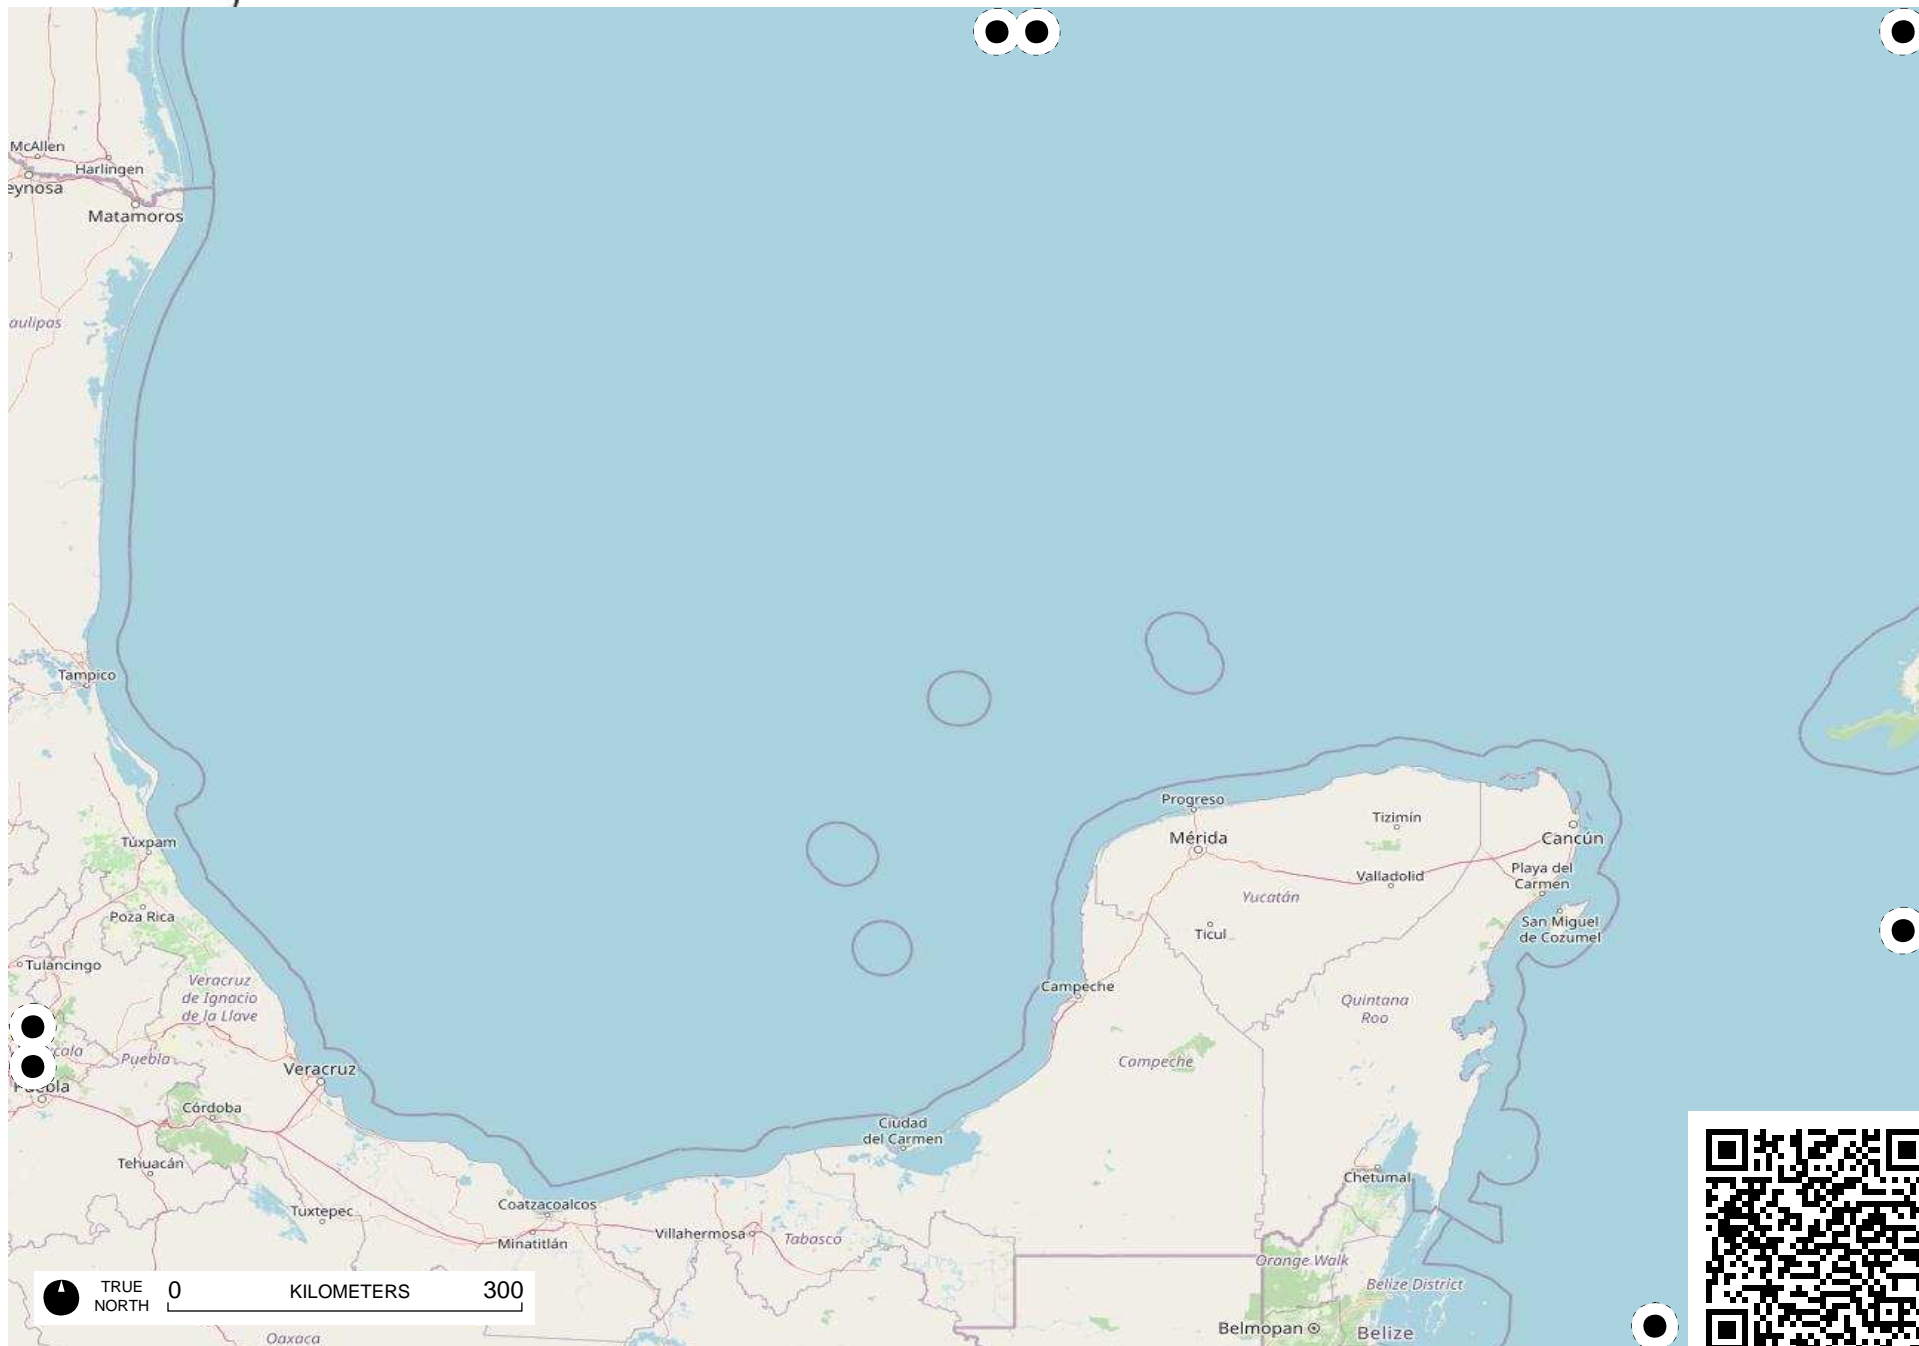 McAllen
Harlingen
eynosa
Matamoros
aulipas
Tampico
Progreso
Tizimín
Mérida
Cancún
Túxpam
Valladolid
Playa del
Carmen
Yucatán
Poza Rica
San Miguel
de Cozumel
Ticul
Tulancingo
Veracruz
de Ignacio
de la Llave
Campeche
Quintana
Roo
cala
Puebla
Campeche
Veracruz
Puebla
Córdoba
Ciudad
del Carmen
Tehuacán
Chetumal
Tuxtepec
Coatzacoalcos
Villahermosa
Tabasco
Minatitlán
Orange Walk
Belize District
TRUE
NORTH
0 KILOMETERS 300
Belmopan
Belize
Oaxaca